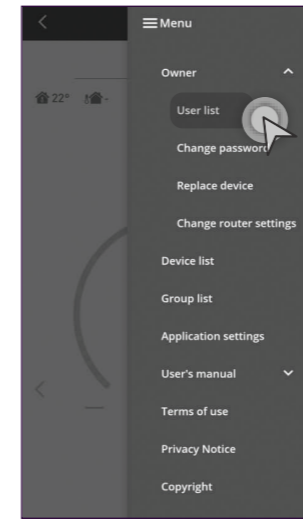 Menu
Owner
22°
User list
Change password
Replace device
Change router settings
Device list
Group list
Application settings
User's manual
Terms of use
Privacy Notice
Copyright